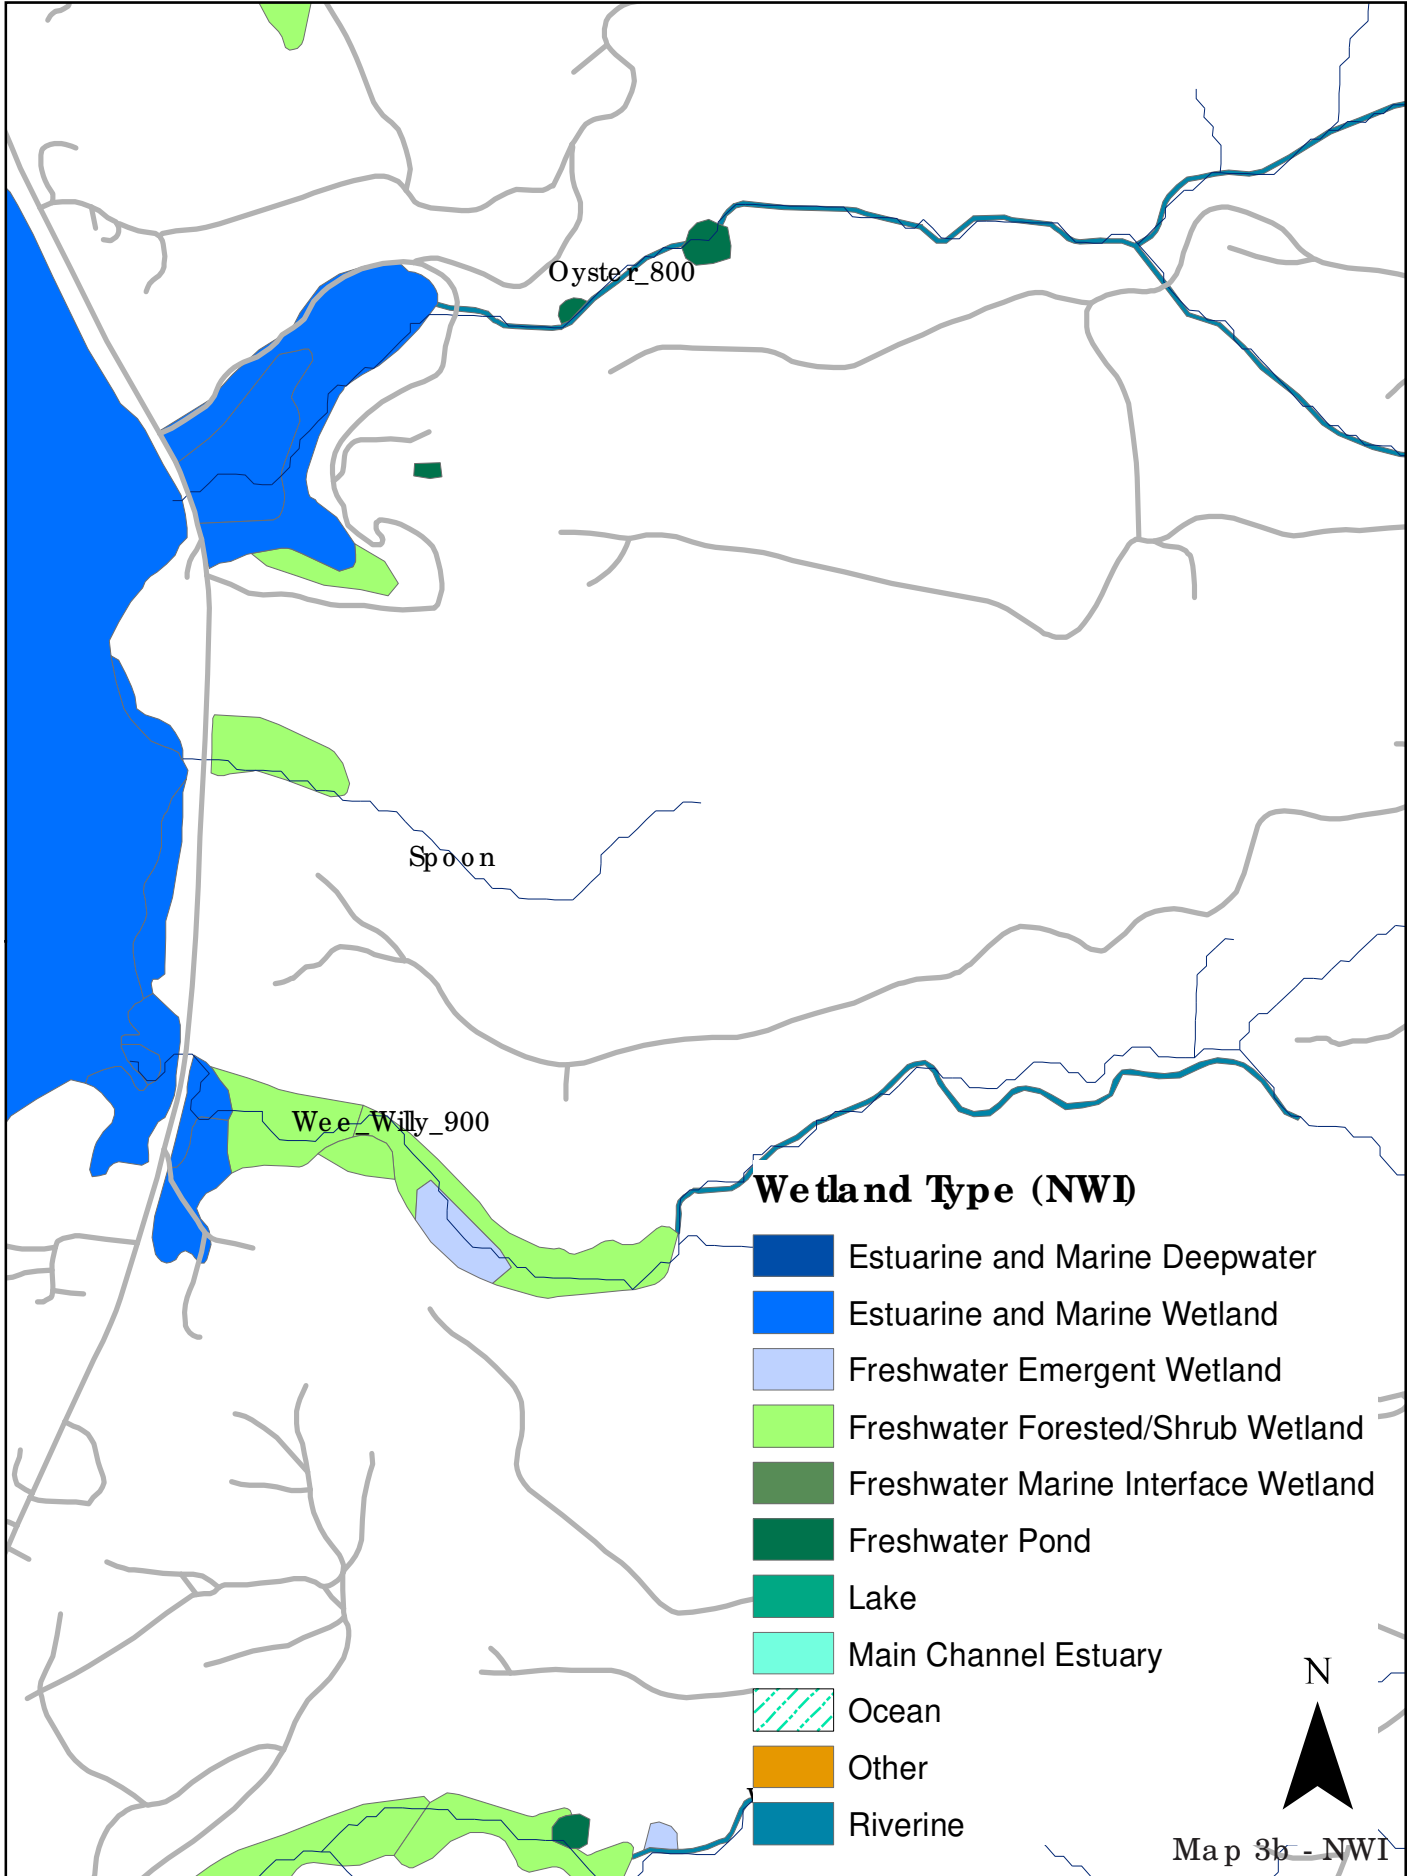 Oyster_800
Spoon
Wee_Willy_900
Wetland Type (NWI)
Estuarine and Marine Deepwater
Estuarine and Marine Wetland
Freshwater Emergent Wetland
Freshwater Forested/Shrub Wetland
Freshwater Marine Interface Wetland
Freshwater Pond
Lake
Main Channel Estuary
Ocean
Other
Riverine
N
Map 3b - NWI